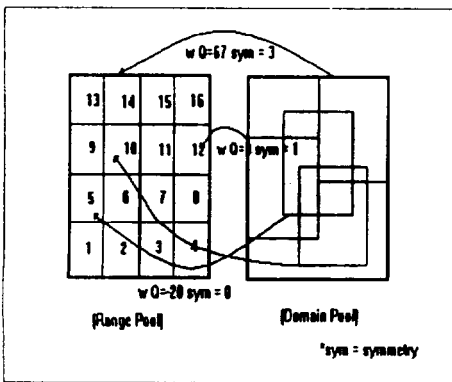 w O=67 sym = 3
13 14 15 16
9 10 11 12
w O= sym = 1
5 6 7 8
1 2 3 4
w O=-20 sym = 0
(Range Pool) (Domain Pool)
*sym = symmetry